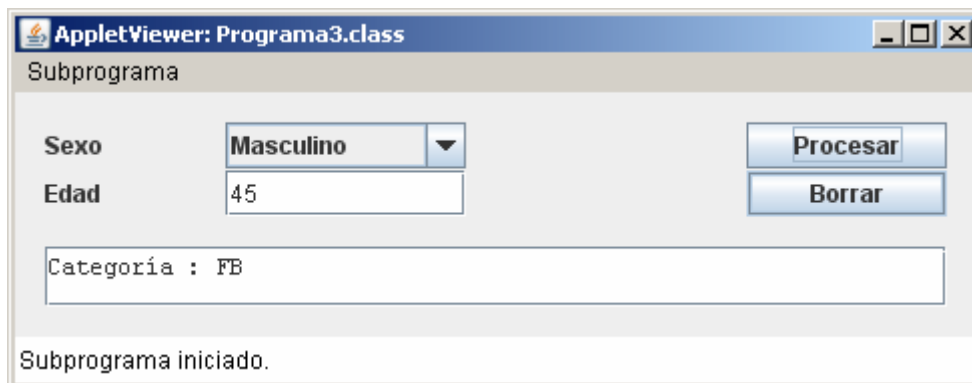 AppletViewer: Programa3.class
Subprograma
Sexo Masculino Procesar
Edad 45 Borrar
Categoría : FB
Subprograma iniciado.